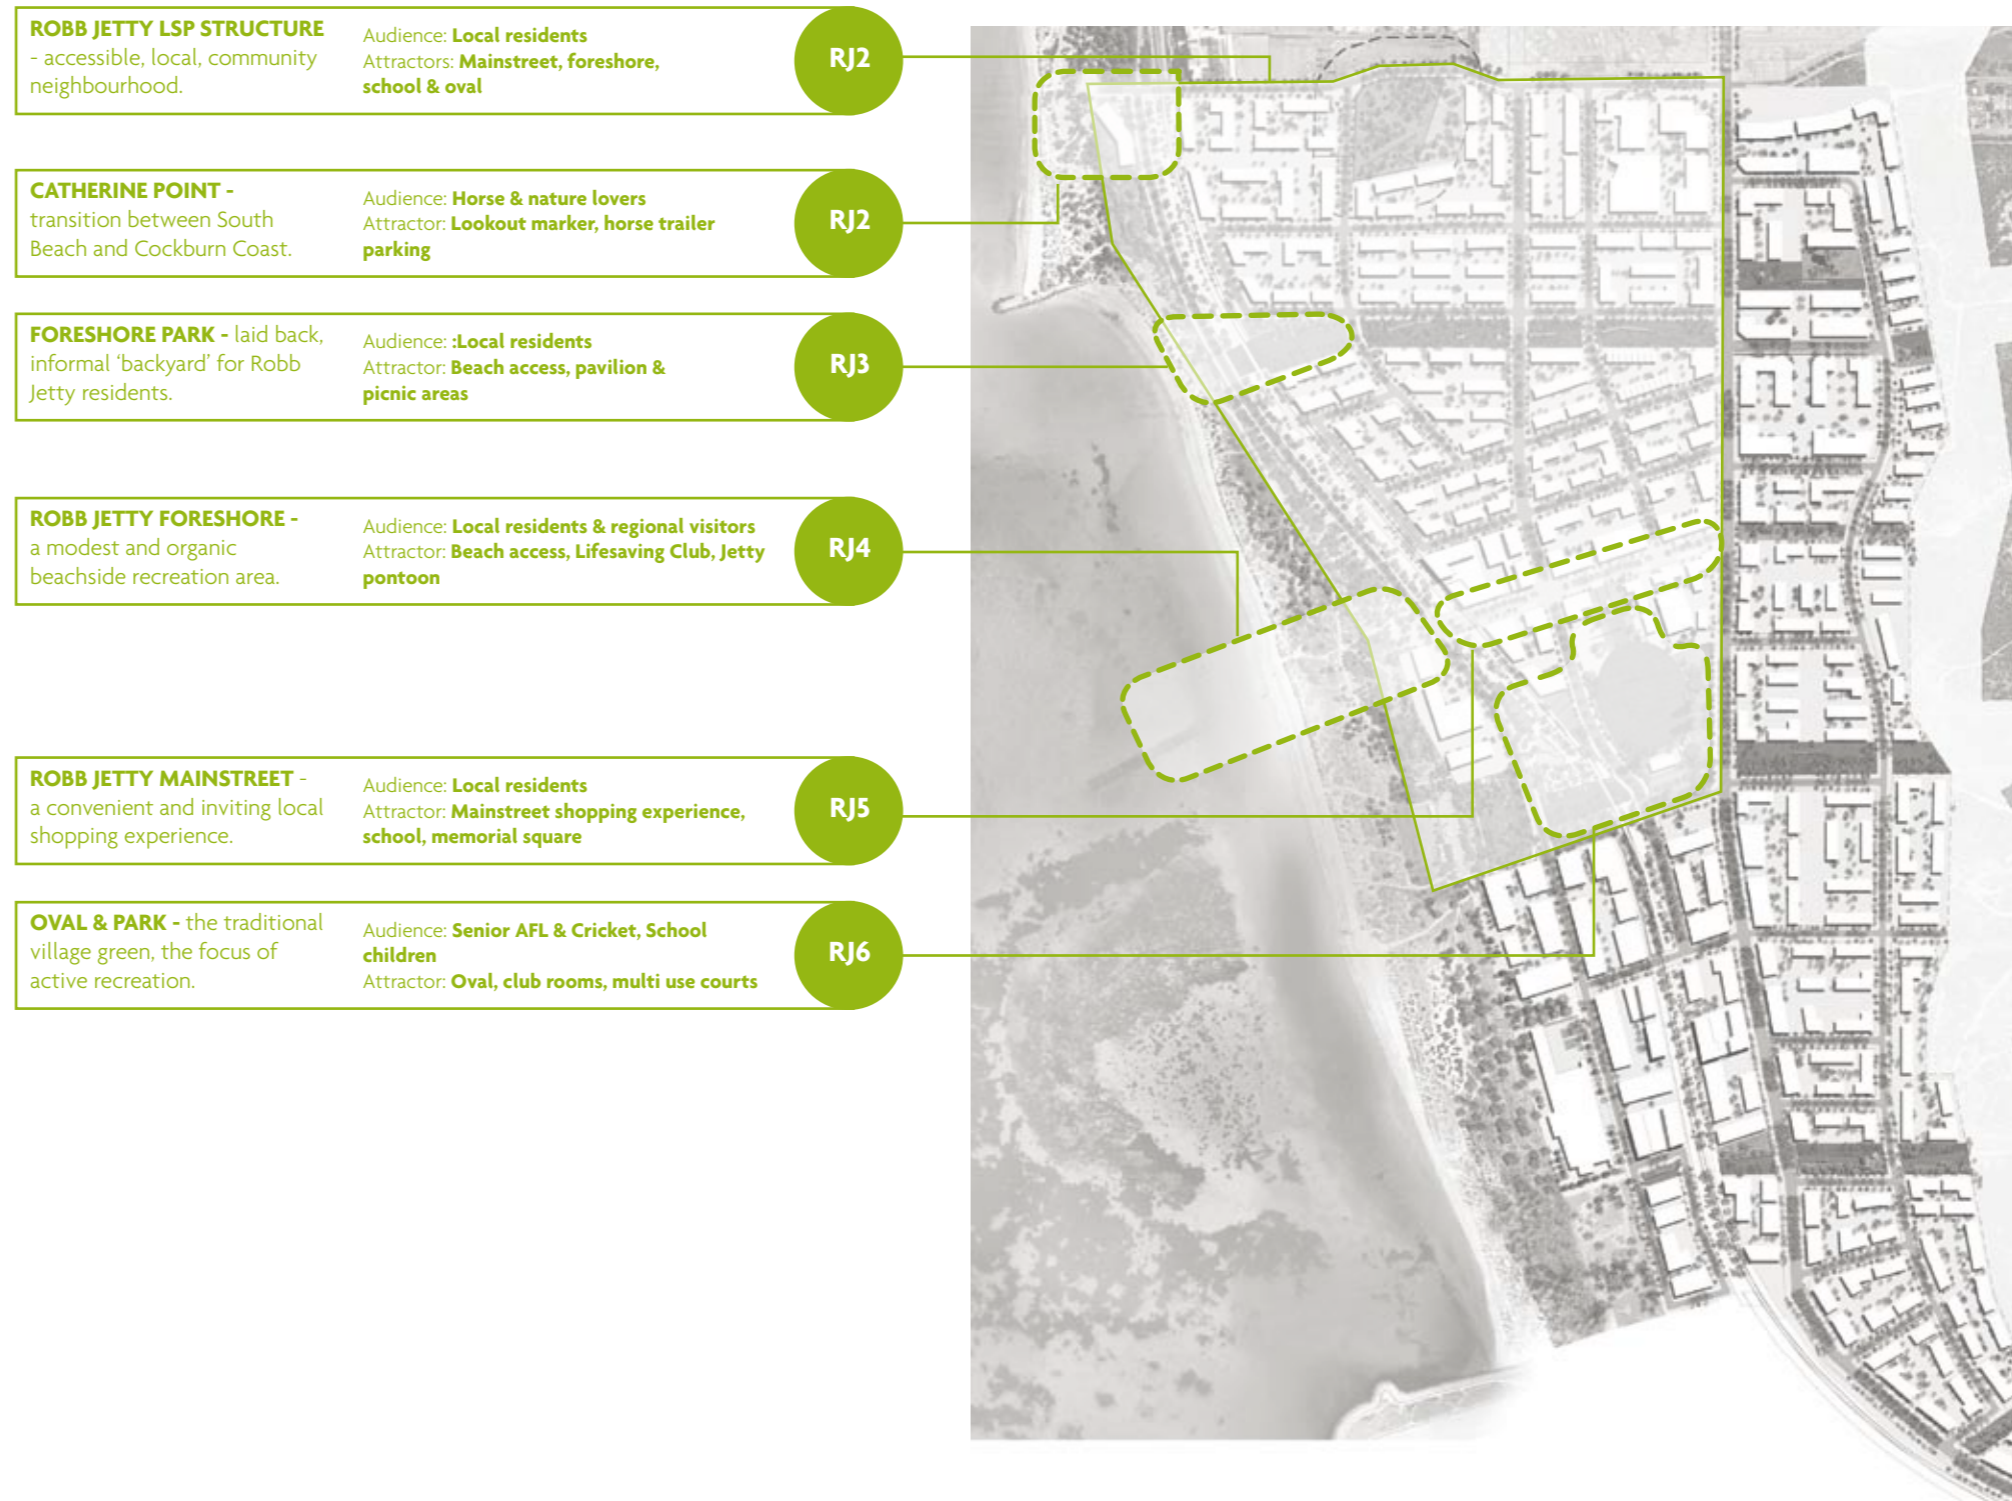 ROBB JETTY LSP STRUCTURE
- accessible, local, community
neighbourhood.
Audience: Local residents
Attractors: Mainstreet, foreshore,
school & oval
RJ2
CATHERINE POINT -
transition between South
Beach and Cockburn Coast.
Audience: Horse & nature lovers
Attractor: Lookout marker, horse trailer
parking
RJ2
FORESHORE PARK - laid back,
informal ‘backyard’ for Robb
Jetty residents.
Audience: :Local residents
Attractor: Beach access, pavilion &
picnic areas
RJ3
ROBB JETTY FORESHORE -
a modest and organic
beachside recreation area.
Audience: Local residents & regional visitors
Attractor: Beach access, Lifesaving Club, Jetty
pontoon
RJ4
ROBB JETTY MAINSTREET -
a convenient and inviting local
shopping experience.
Audience: Local residents
Attractor: Mainstreet shopping experience,
school, memorial square
RJ5
OVAL & PARK - the traditional
village green, the focus of
active recreation.
Audience: Senior AFL & Cricket, School
children
Attractor: Oval, club rooms, multi use courts
RJ6